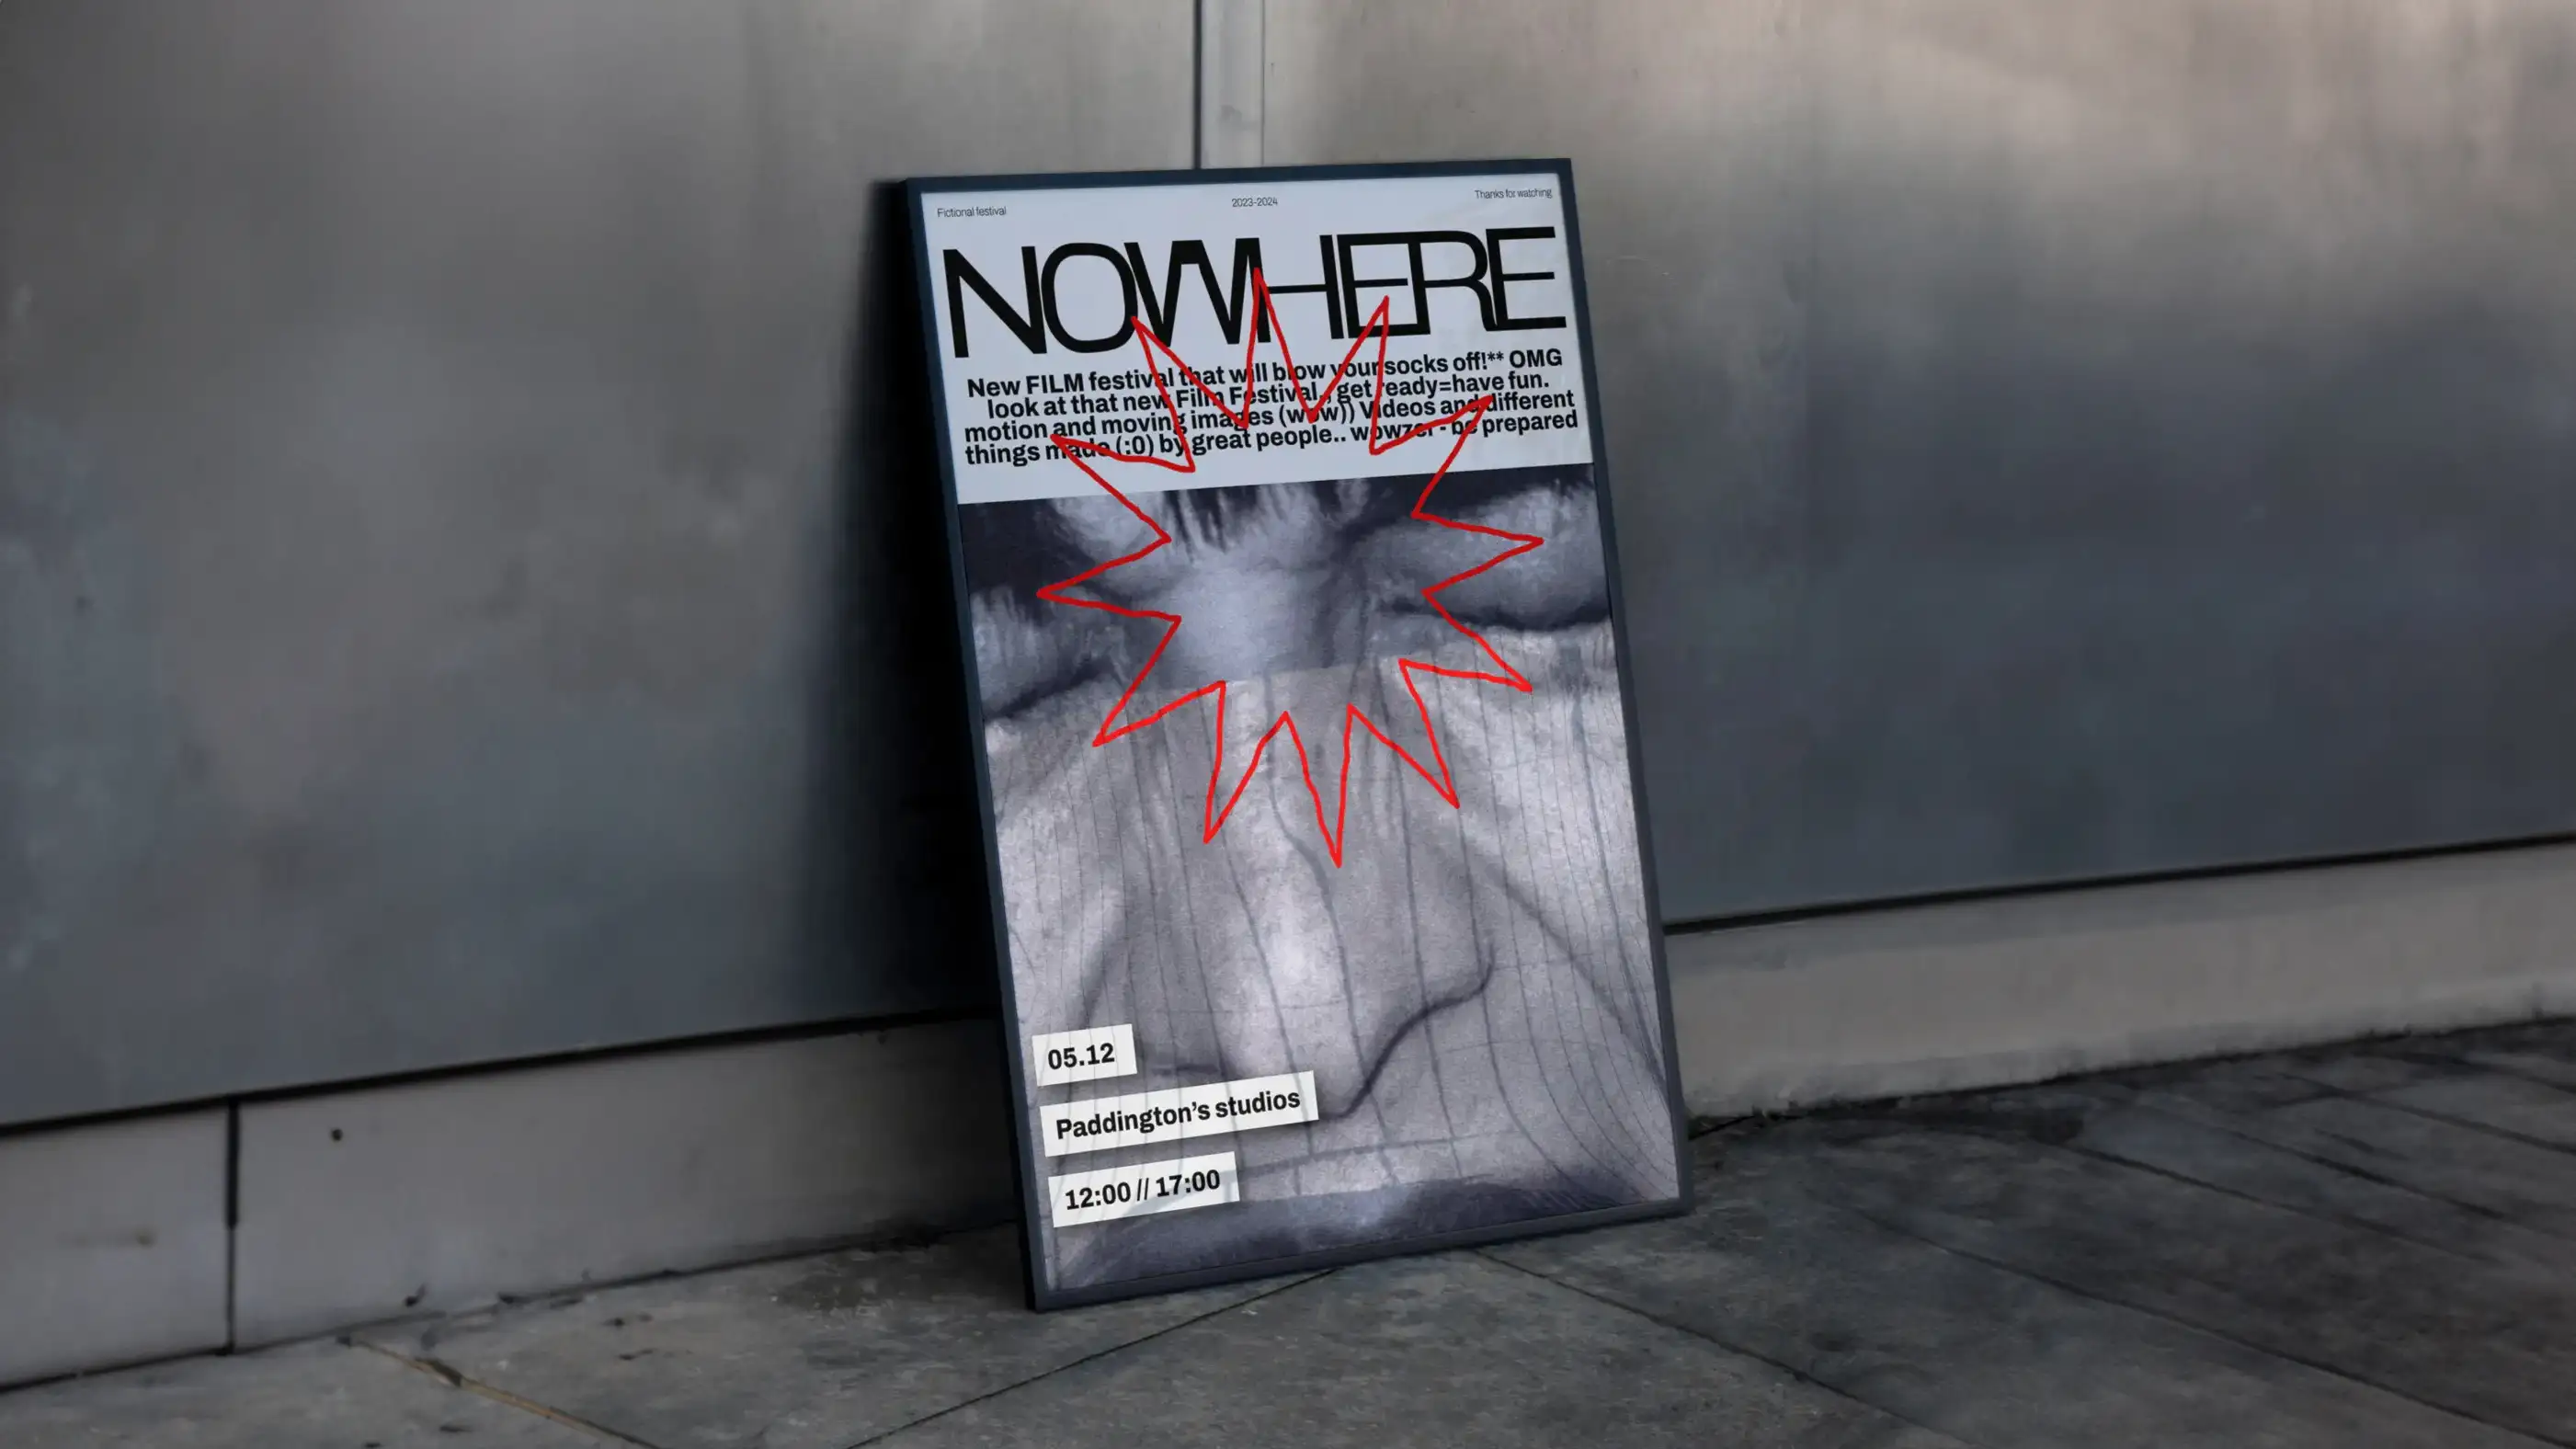 Fictional festival
2023-2024
Thanks for watching
NOWHERE
New FILM festival that will blow your socks off!** OMG
look at that new Film Festival , get ready=have fun.
motion and moving images (wow)) Videos and different
things made (:0) by great people.. wowzer - be prepared
05.12
Paddington’s studios
12:00 // 17:00